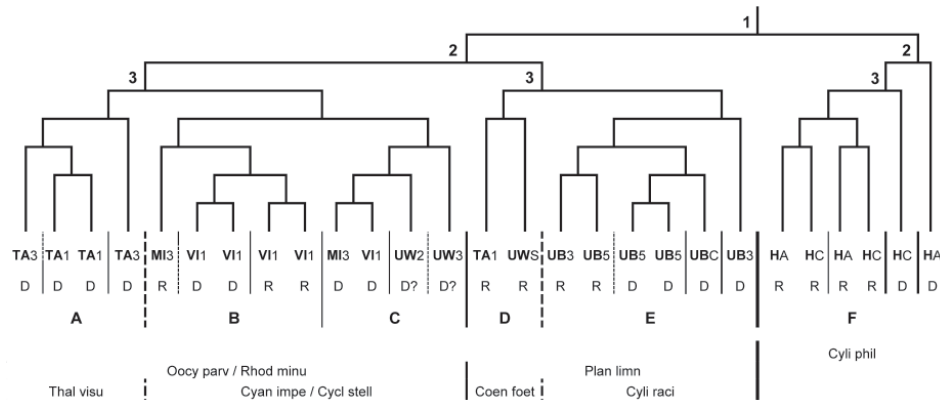 1
2
2
3
3
3
TA3 TA1 TA1 TA3 MI3 VI1 VI1 VI1 VI1 MI3 VI1 UW2 UW3 TA1 UWS UB3 UB5 UB5 UB5 UBC UB3 HA HC HA HC HC HA
D D D D R D D R R D D D? D? R R R R D D D D R R R R D D
A B C D E F
Cyli phil
Oocy parv / Rhod minu Plan limn
Thal visu Cyan impe / Cycl stell Coen foet Cyli raci